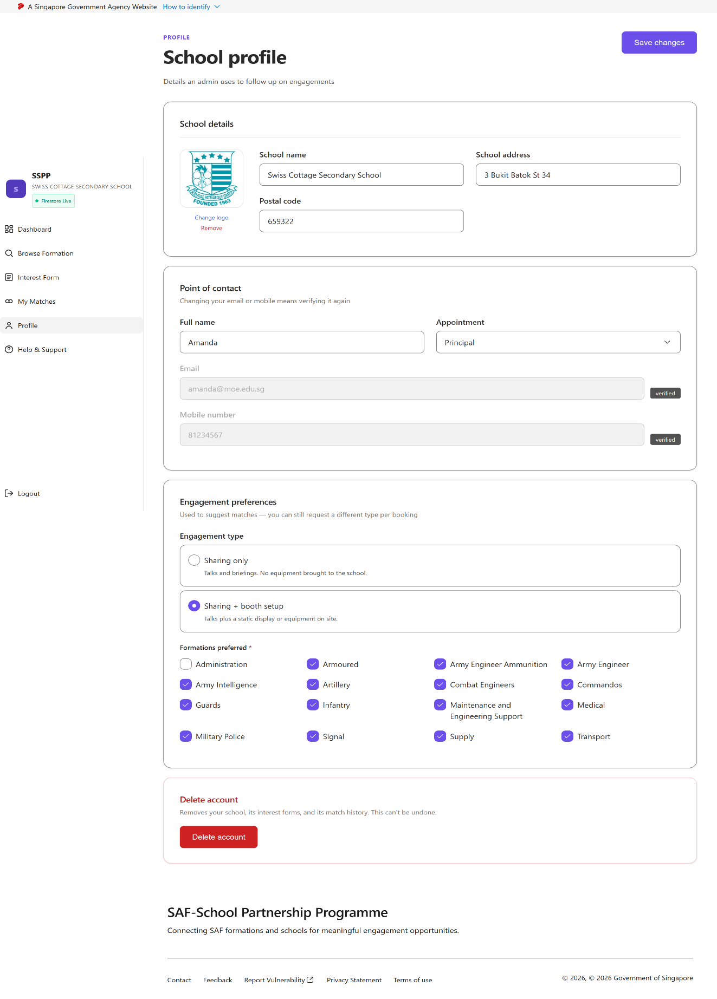 A Singapore Government Agency Website How to identify
PROFILE
School profile
Details an admin uses to follow up on engagements
Save changes
SSPP
S
SWISS COTTAGE SECONDARY SCHOOL
Firestore Live
Dashboard
Browse Formation
Interest Form
My Matches
Profile
Help & Support
Logout
School details
SCIENTIAE PATRIAEQUE GRATIA
FOUNDED 1963
Change logo
Remove
School name
Swiss Cottage Secondary School
School address
3 Bukit Batok St 34
Postal code
659322
Point of contact
Changing your email or mobile means verifying it again
Full name
Amanda
Appointment
Principal
Email
amanda@moe.edu.sg
verified
Mobile number
81234567
verified
Engagement preferences
Used to suggest matches — you can still request a different type per booking
Engagement type
Sharing only
Talks and briefings. No equipment brought to the school.
Sharing + booth setup
Talks plus a static display or equipment on site.
Formations preferred *
Administration
Armoured
Army Engineer Ammunition
Army Engineer
Army Intelligence
Artillery
Combat Engineers
Commandos
Guards
Infantry
Maintenance and
Engineering Support
Medical
Military Police
Signal
Supply
Transport
Delete account
Removes your school, its interest forms, and its match history. This can't be undone.
Delete account
SAF-School Partnership Programme
Connecting SAF formations and schools for meaningful engagement opportunities.
Contact Feedback Report Vulnerability Privacy Statement Terms of use
© 2026, © 2026 Government of Singapore